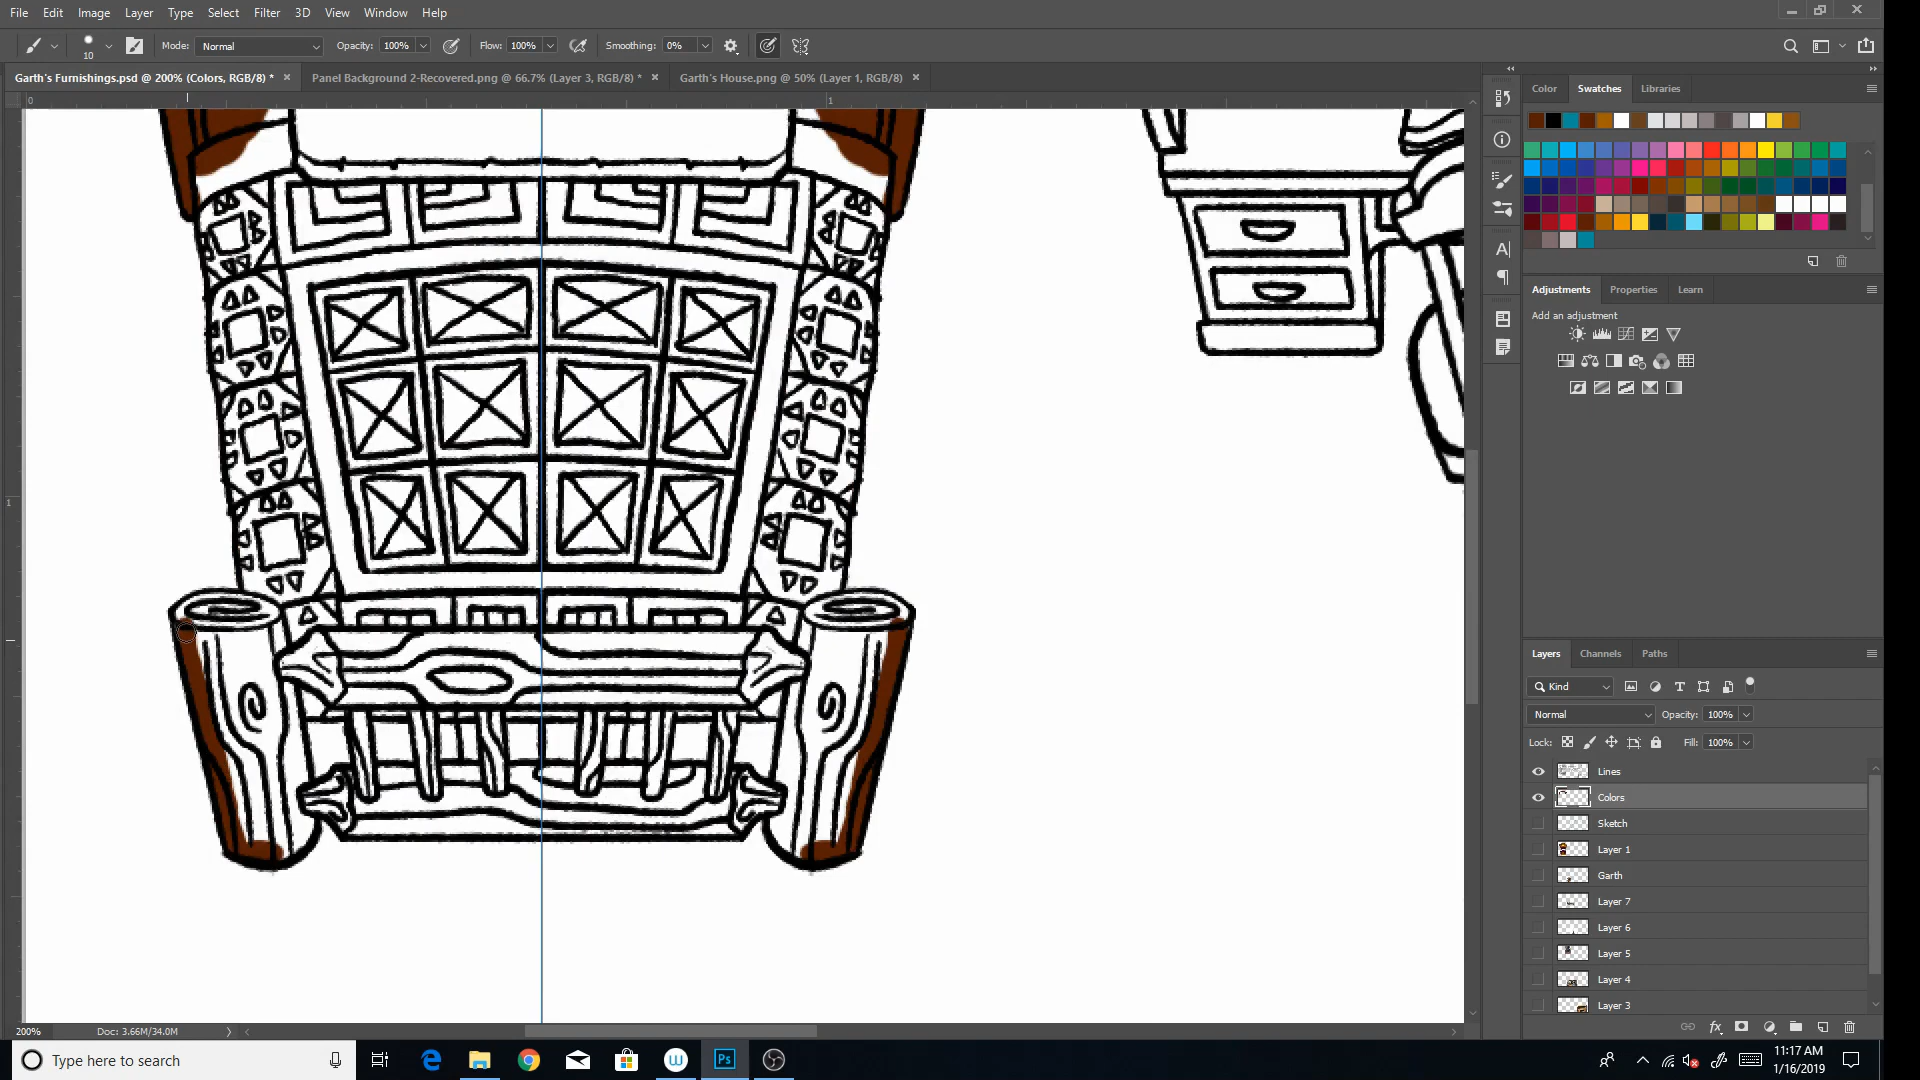 File Edit Image Layer Type Select Filter 3D View Window Help
10 Mode: Normal Opacity: 100% Flow: 100% Smoothing: 0%
Garth's Furnishings.psd @ 200% (Colors, RGB/8) * Panel Background 2-Recovered.png @ 66.7% (Layer 3, RGB/8) * Garth's House.png @ 50% (Layer 1, RGB/8)
Color Swatches Libraries
0 1
1
Adjustments Properties Learn
Add an adjustment
Layers Channels Paths
Kind
Normal Opacity: 100%
Lock: Fill: 100%
Lines
Colors
Sketch
Layer 1
Garth
Layer 7
Layer 6
Layer 5
Layer 4
Layer 3
200% Doc: 3.66M/34.0M
Type here to search
Ps
11:17 AM
1/16/2019